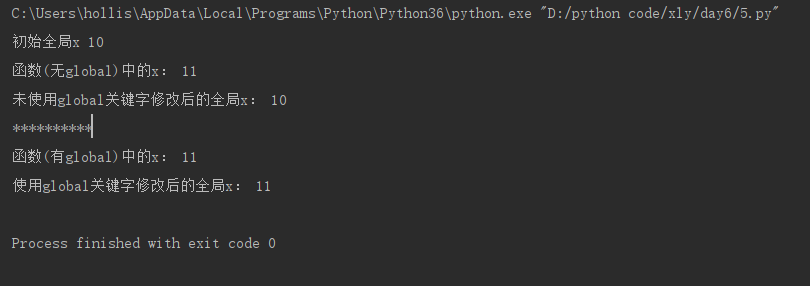 C:\Users\hollis\AppData\Local\Programs\Python\Python36\python.exe "D:/python code/xly/day6/5.py"
初始全局x 10
函数(无global)中的x： 11
未使用global关键字修改后的全局x： 10
**********
函数(有global)中的x： 11
使用global关键字修改后的全局x： 11
Process finished with exit code 0